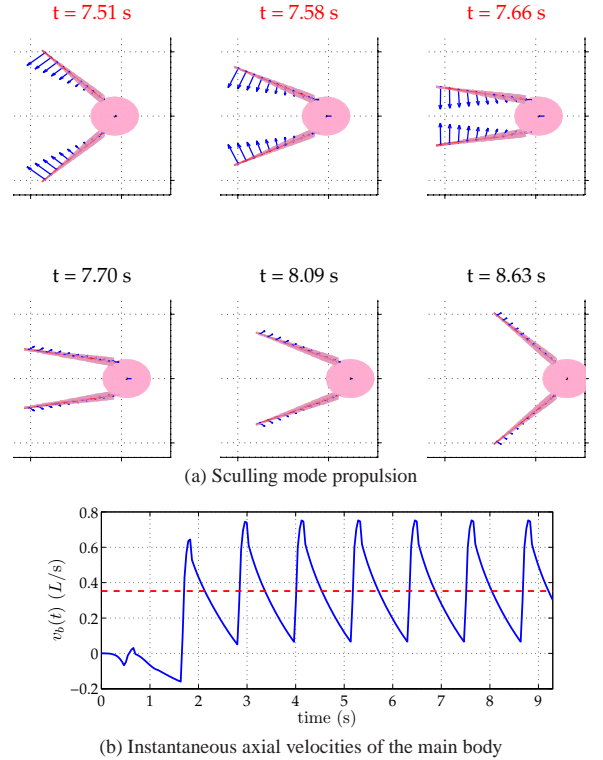 t = 7.51 s t = 7.58 s t = 7.66 s
t = 7.70 s t = 8.09 s t = 8.63 s
(a) Sculling mode propulsion
0.8
0.6
0.4
0.2
0
−0.2
v_b(t) (L/s)
0 1 2 3 4 5 6 7 8 9
time (s)
(b) Instantaneous axial velocities of the main body